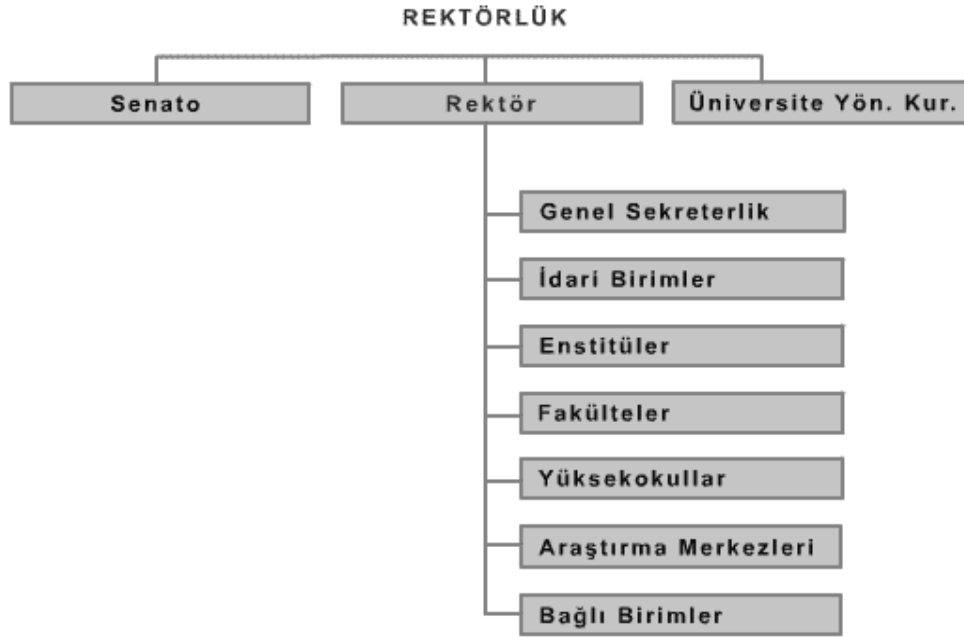 REKTÖRLÜK
Senato
Rektör
Üniversite Yön. Kur.
Genel Sekreterlik
İdari Birimler
Enstitüler
Fakülteler
Yüksekokullar
Araştırma Merkezleri
Bağlı Birimler